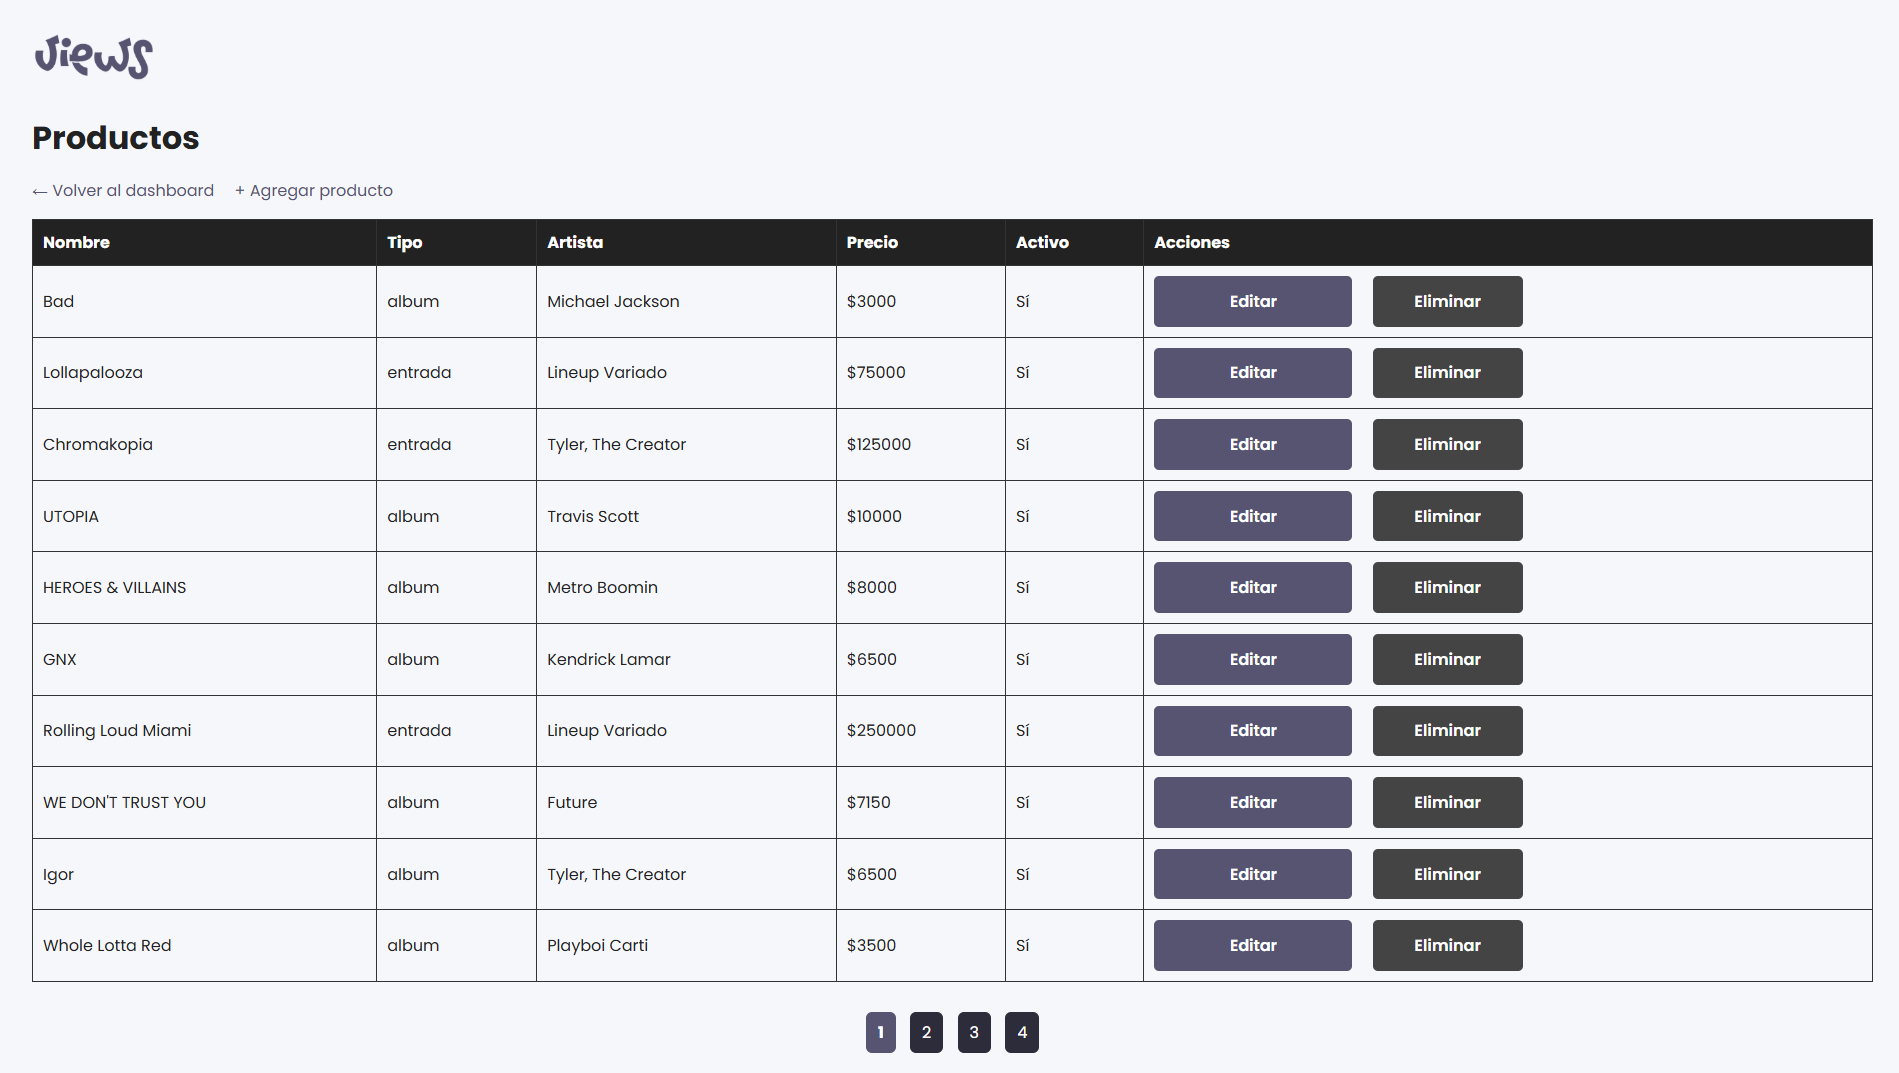 views
Productos
← Volver al dashboard + Agregar producto
Nombre Tipo Artista Precio Activo Acciones
Bad album Michael Jackson $3000 Sí Editar Eliminar
Lollapalooza entrada Lineup Variado $75000 Sí Editar Eliminar
Chromakopia entrada Tyler, The Creator $125000 Sí Editar Eliminar
UTOPIA album Travis Scott $10000 Sí Editar Eliminar
HEROES & VILLAINS album Metro Boomin $8000 Sí Editar Eliminar
GNX album Kendrick Lamar $6500 Sí Editar Eliminar
Rolling Loud Miami entrada Lineup Variado $250000 Sí Editar Eliminar
WE DON'T TRUST YOU album Future $7150 Sí Editar Eliminar
Igor album Tyler, The Creator $6500 Sí Editar Eliminar
Whole Lotta Red album Playboi Carti $3500 Sí Editar Eliminar
1 2 3 4